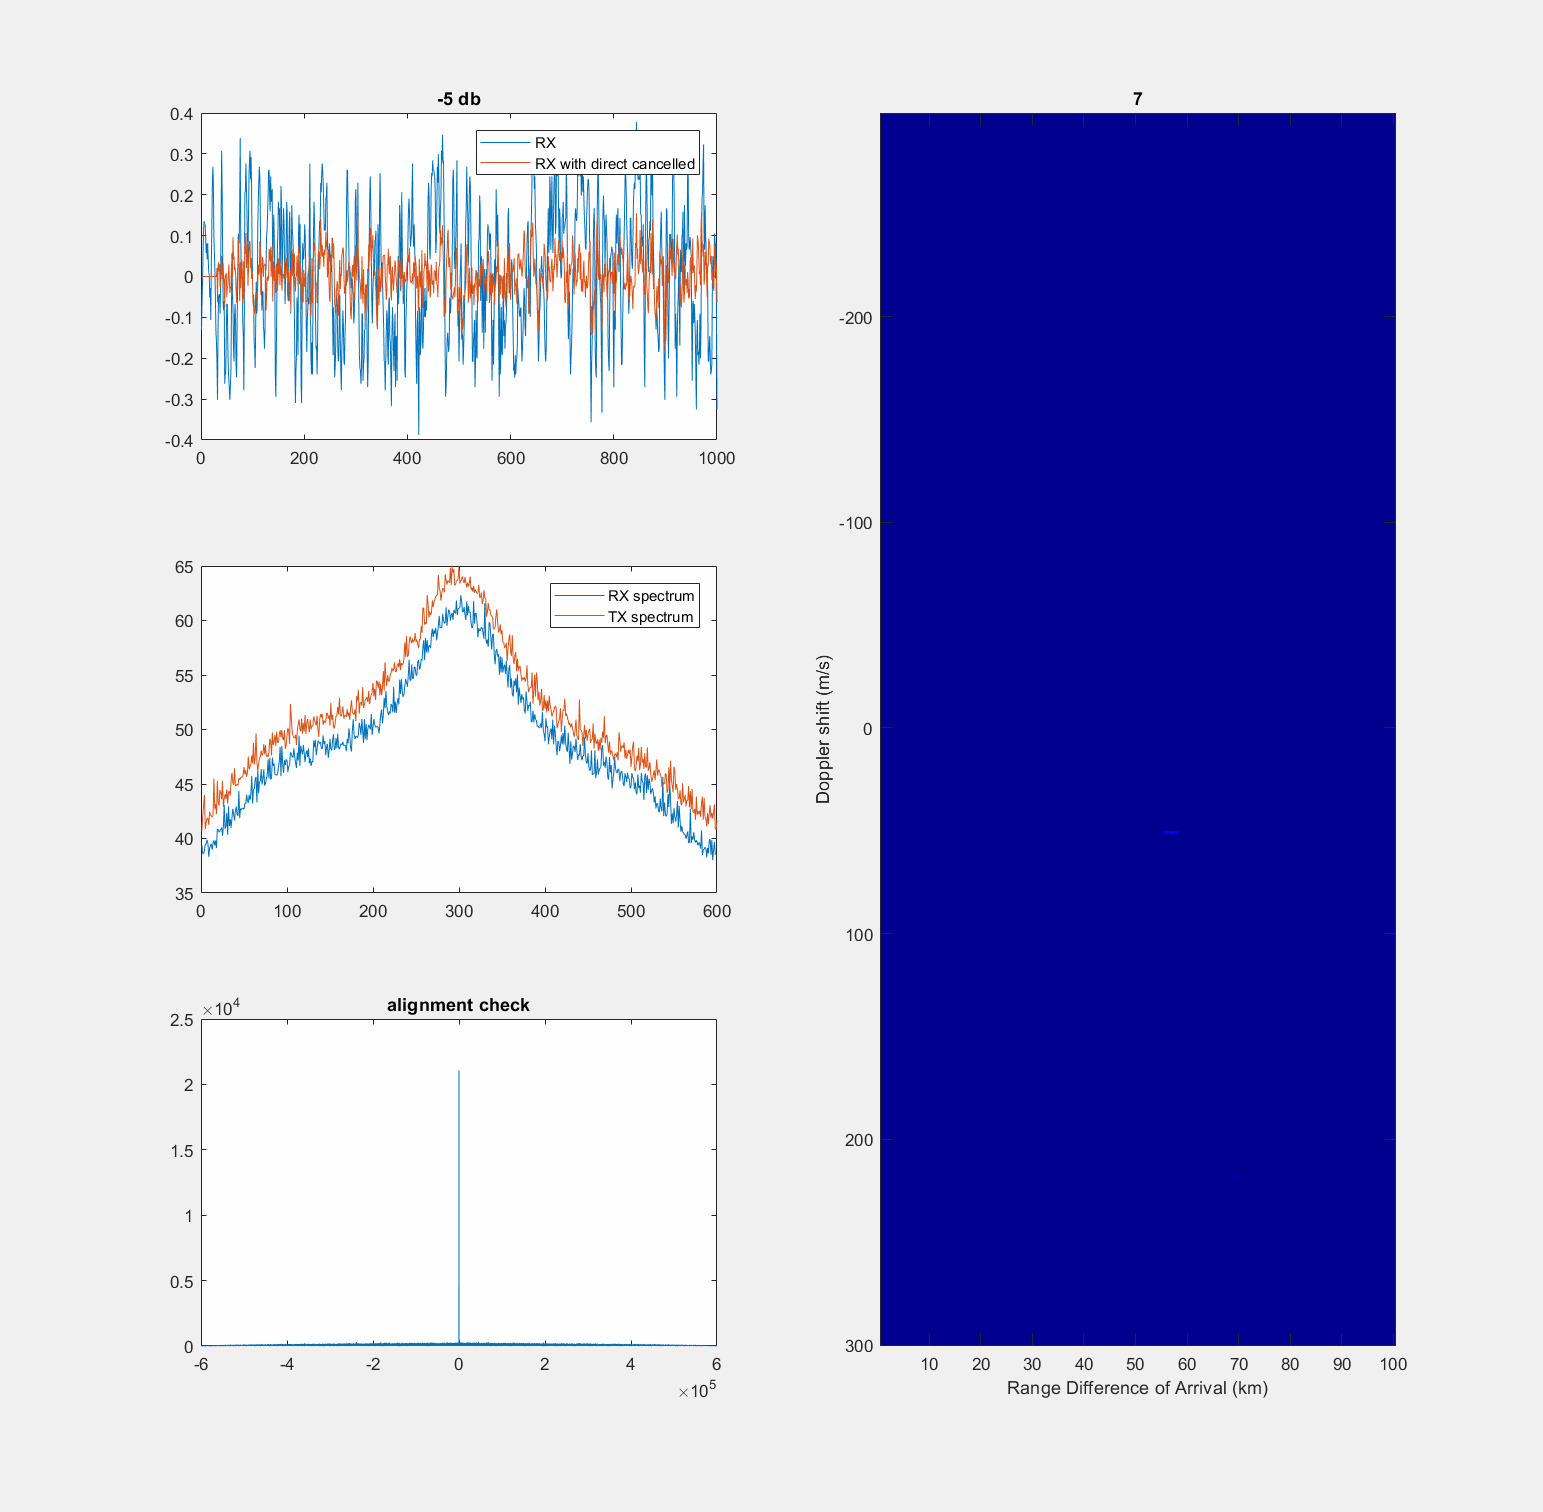 -5 db
0.4
0.3
0.2
0.1
0
-0.1
-0.2
-0.3
-0.4
RX
RX with direct cancelled
0 200 400 600 800 1000
65
60
55
50
45
40
35
RX spectrum
TX spectrum
0 100 200 300 400 500 600
alignment check
×10^4
2.5
2
1.5
1
0.5
0
-6 -4 -2 0 2 4 6
×10^5
7
-200
-100
0
100
200
300
Doppler shift (m/s)
10 20 30 40 50 60 70 80 90 100
Range Difference of Arrival (km)